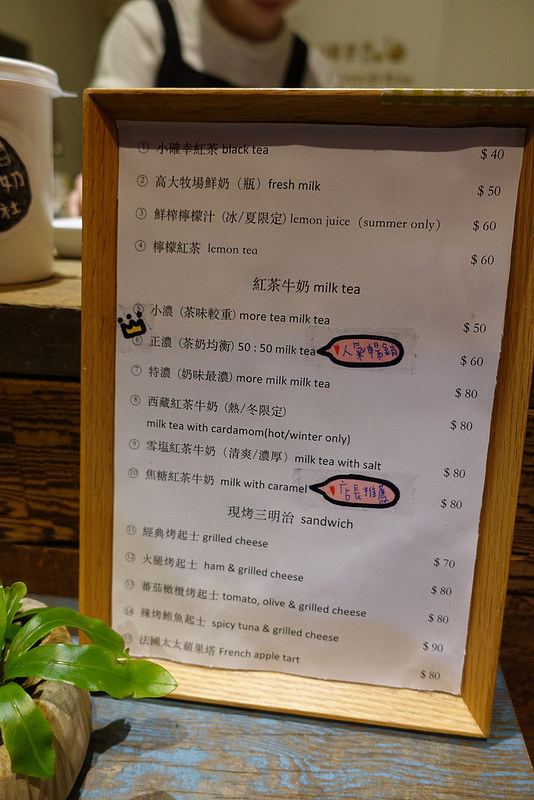 ① 小確幸紅茶 black tea $ 40
② 高大牧場鮮奶（瓶）fresh milk $ 50
③ 鮮榨檸檬汁（冰/夏限定) lemon juice（summer only） $ 60
④ 檸檬紅茶 lemon tea $ 60
紅茶牛奶 milk tea
小濃（茶味較重) more tea milk tea $ 50
⑥ 正濃（茶奶均衡) 50 : 50 milk tea 人氣暢銷 $ 60
⑦ 特濃（奶味最濃) more milk milk tea $ 80
⑧ 西藏紅茶牛奶（熱/冬限定) $ 80
milk tea with cardamom(hot/winter only)
⑨ 雪塩紅茶牛奶（清爽/濃厚）milk tea with salt $ 80
⑩ 焦糖紅茶牛奶 milk with caramel 店長推薦 $ 80
現烤三明治 sandwich
⑪ 經典烤起士 grilled cheese $ 70
⑫ 火腿烤起士 ham & grilled cheese $ 80
⑬ 蕃茄橄欖烤起士 tomato, olive & grilled cheese $ 80
⑭ 辣烤鮪魚起士 spicy tuna & grilled cheese $ 90
⑮ 法國太太蘋果塔 French apple tart $ 80
奶
社